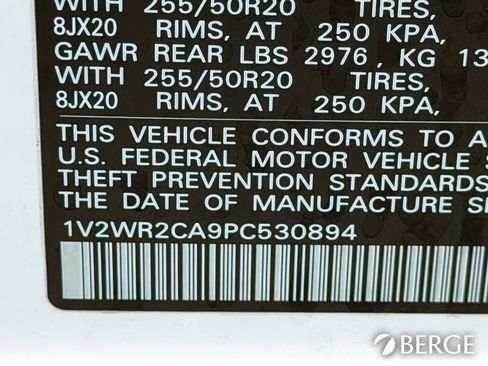 WITH 255/50R20 TIRES,
8JX20 RIMS, AT 250 KPA,
GAWR REAR LBS 2976, KG 13
WITH 255/50R20 TIRES,
8JX20 RIMS, AT 250 KPA,
THIS VEHICLE CONFORMS TO A
U.S. FEDERAL MOTOR VEHICLE S
THEFT PREVENTION STANDARDS
THE DATE OF MANUFACTURE S
1V2WR2CA9PC530894
BERGE